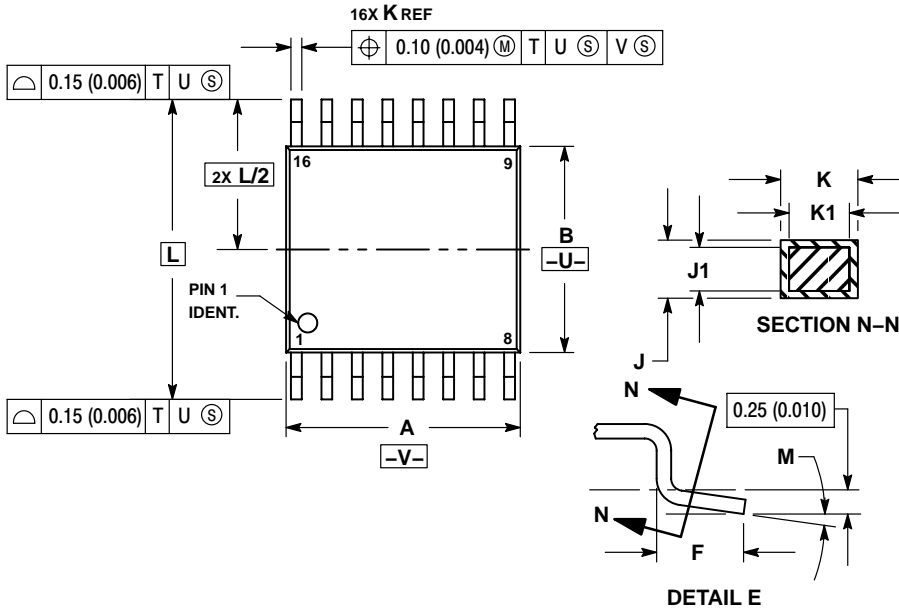 16X K REF
⌖ 0.10 (0.004) Ⓜ T U Ⓢ V Ⓢ
⌓ 0.15 (0.006) T U Ⓢ
16
9
2X L/2
L
B
–U–
PIN 1
IDENT.
1
8
⌓ 0.15 (0.006) T U Ⓢ
A
–V–
K
K1
J1
J
SECTION N–N
N
0.25 (0.010)
M
N
F
DETAIL E